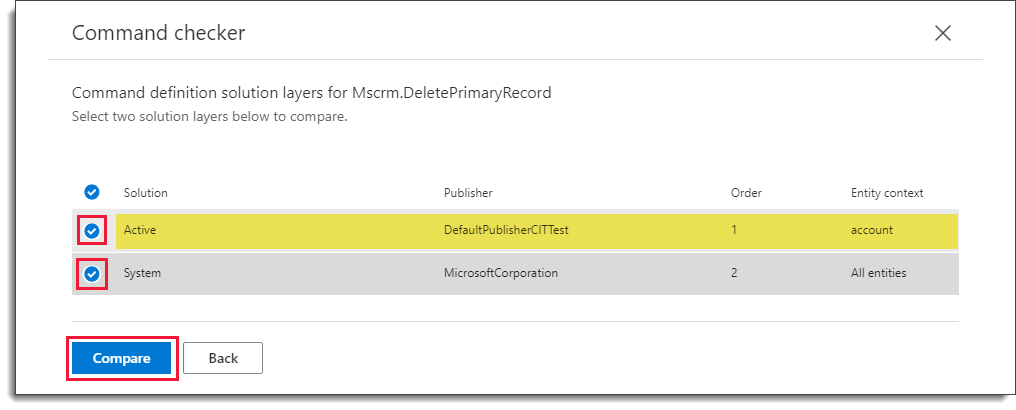 Command checker
Command definition solution layers for Mscrm.DeletePrimaryRecord
Select two solution layers below to compare.
Solution Publisher Order Entity context
Active DefaultPublisherCITTest 1 account
System MicrosoftCorporation 2 All entities
Compare Back